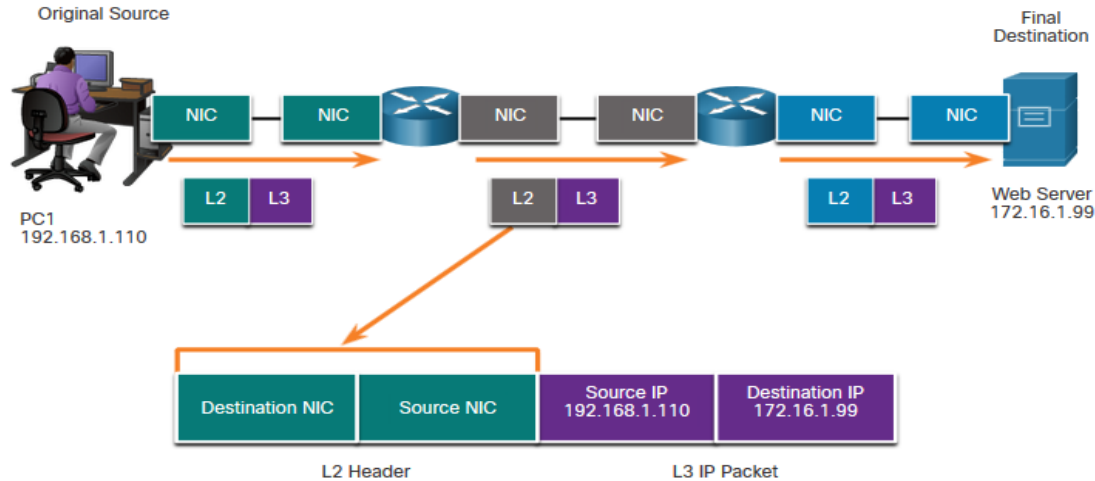 Original Source
Final
Destination
NIC
NIC
NIC
NIC
NIC
NIC
L2
L3
L2
L3
L2
L3
PC1
192.168.1.110
Web Server
172.16.1.99
Destination NIC
Source NIC
Source IP
192.168.1.110
Destination IP
172.16.1.99
L2 Header
L3 IP Packet